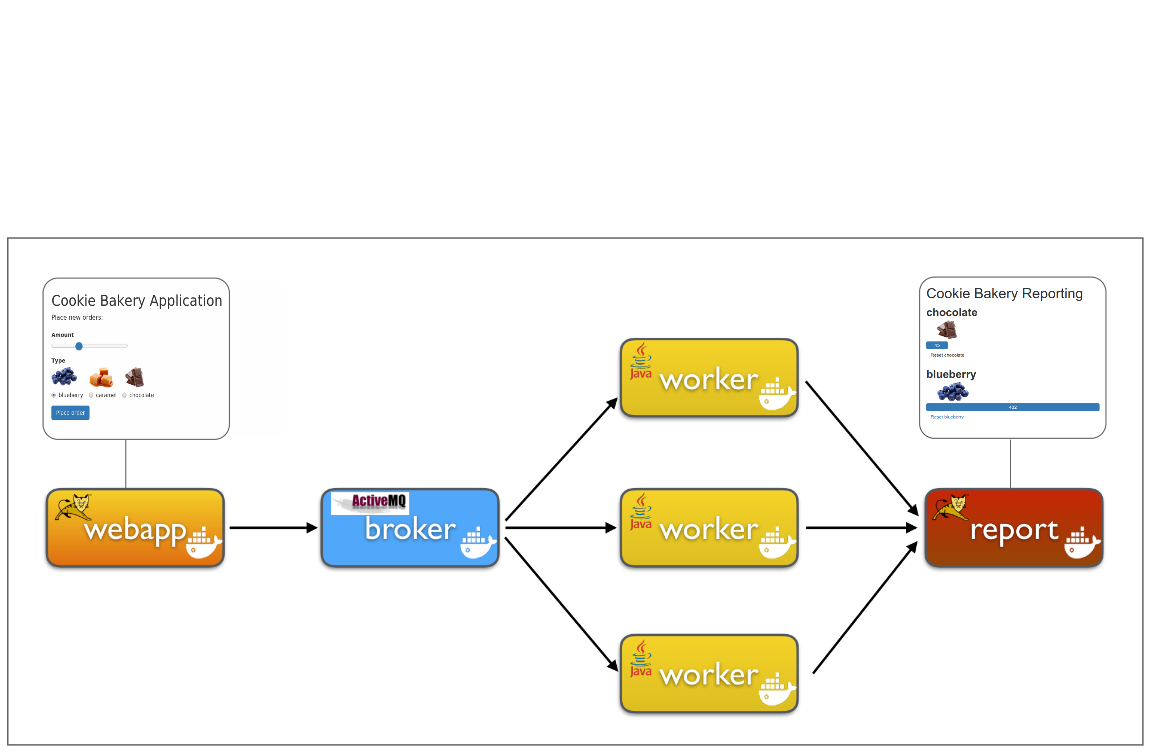 Cookie Bakery Application
Place new orders:
Amount
Type
blueberry caramel chocolate
Place order
Cookie Bakery Reporting
chocolate
Reset chocolate
blueberry
432
Reset blueberry
Java
worker
ActiveMQ
webapp
broker
Java
worker
report
Java
worker